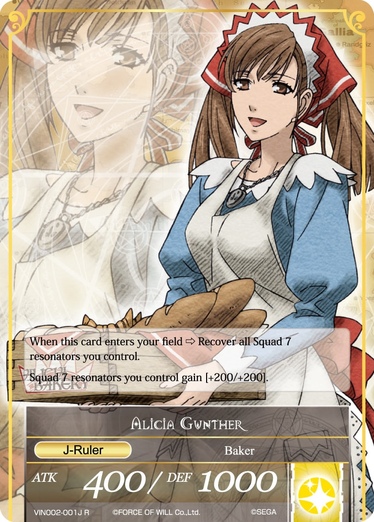 When this card enters your field ⇨ Recover all Squad 7
resonators you control.
Squad 7 resonators you control gain [+200/+200].
BAKERY
Alicia Gunther
J-Ruler
Baker
ATK 400/ DEF 1000
VIN002-001J R ©FORCE OF WILL Co.,Ltd. ©SEGA